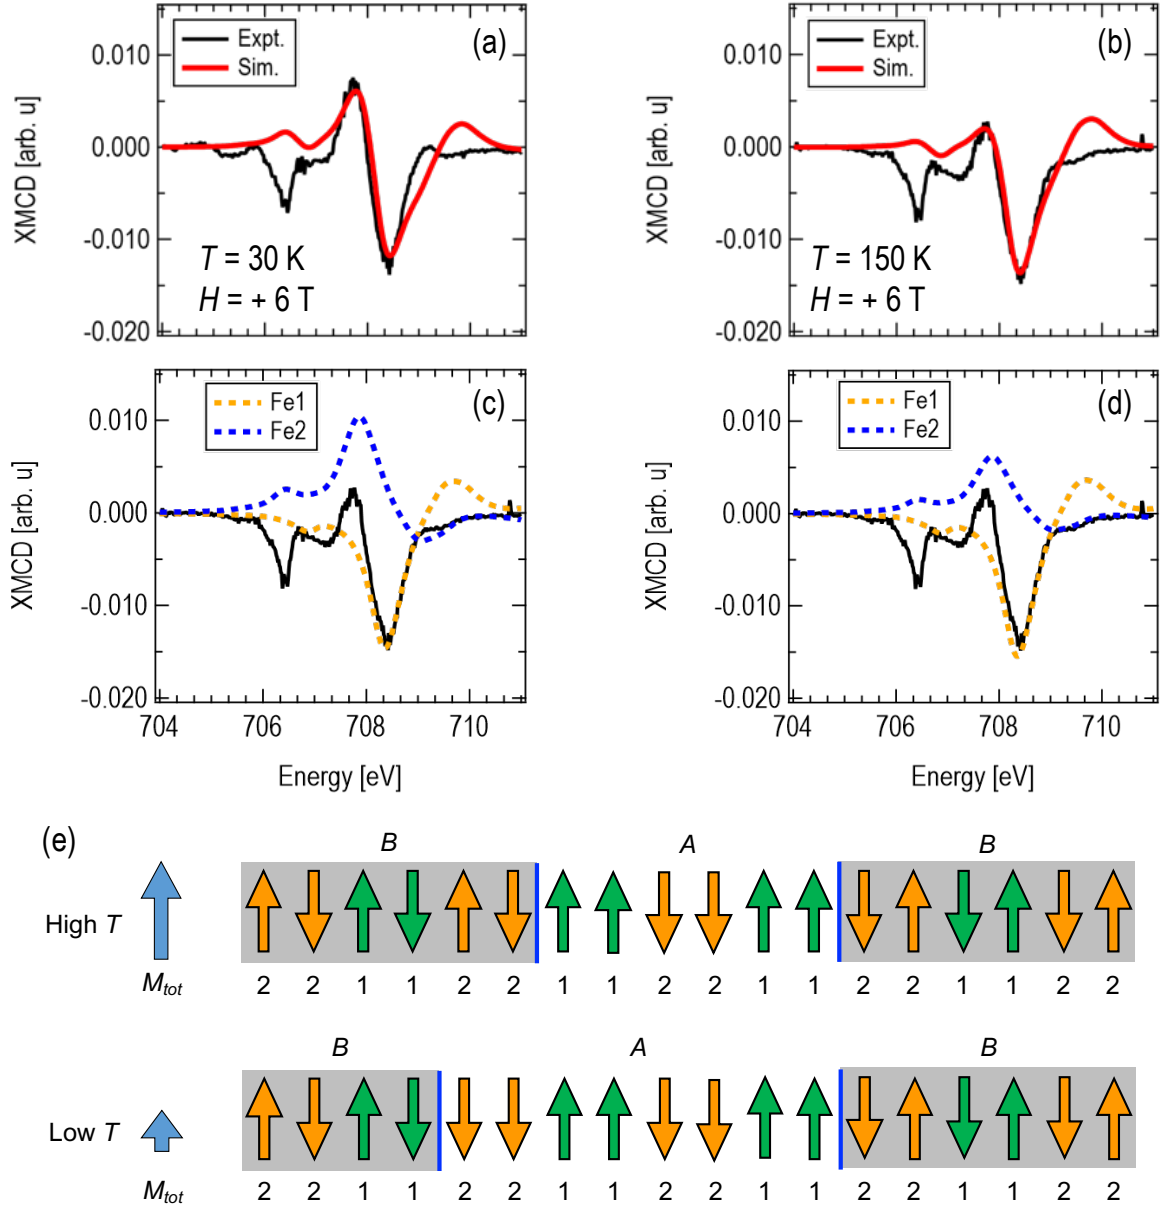 (a)
Expt.
Sim.
XMCD [arb. u]
0.010
0.000
-0.010
-0.020
T = 30 K
H = + 6 T
(b)
Expt.
Sim.
XMCD [arb. u]
0.010
0.000
-0.010
-0.020
T = 150 K
H = + 6 T
(c)
Fe1
Fe2
XMCD [arb. u]
0.010
0.000
-0.010
-0.020
704 706 708 710
Energy [eV]
(d)
Fe1
Fe2
XMCD [arb. u]
0.010
0.000
-0.010
-0.020
704 706 708 710
Energy [eV]
(e)
B A B
High T
Mtot 2 2 1 1 2 2 1 1 2 2 1 1 2 2 1 1 2 2
B A B
Low T
Mtot 2 2 1 1 2 2 1 1 2 2 1 1 2 2 1 1 2 2